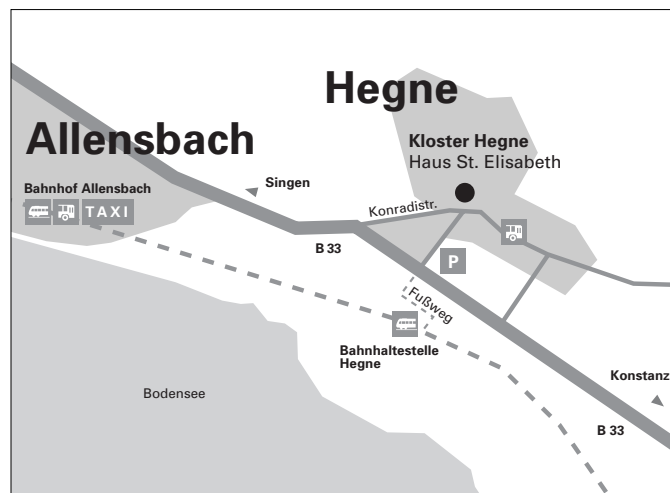 Hegne
Allensbach
Kloster Hegne
Haus St. Elisabeth
Bahnhof Allensbach
TAXI
Singen
Konradistr.
B 33
P
Fußweg
Bahnhaltestelle
Hegne
Konstanz
Bodensee
B 33